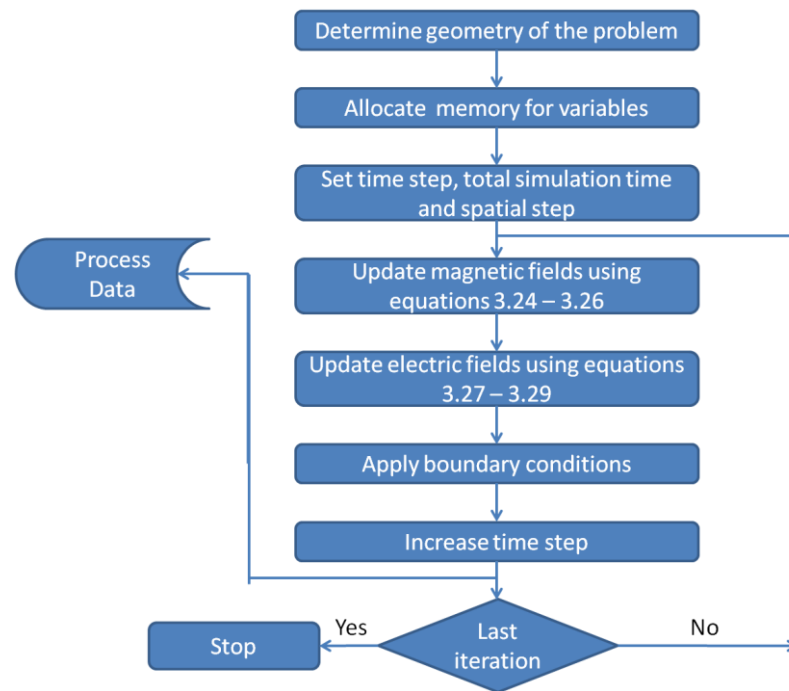 Determine geometry of the problem
Allocate memory for variables
Set time step, total simulation time
and spatial step
Process
Data
Update magnetic fields using
equations 3.24 – 3.26
Update electric fields using equations
3.27 – 3.29
Apply boundary conditions
Increase time step
Stop
Yes
Last
iteration
No